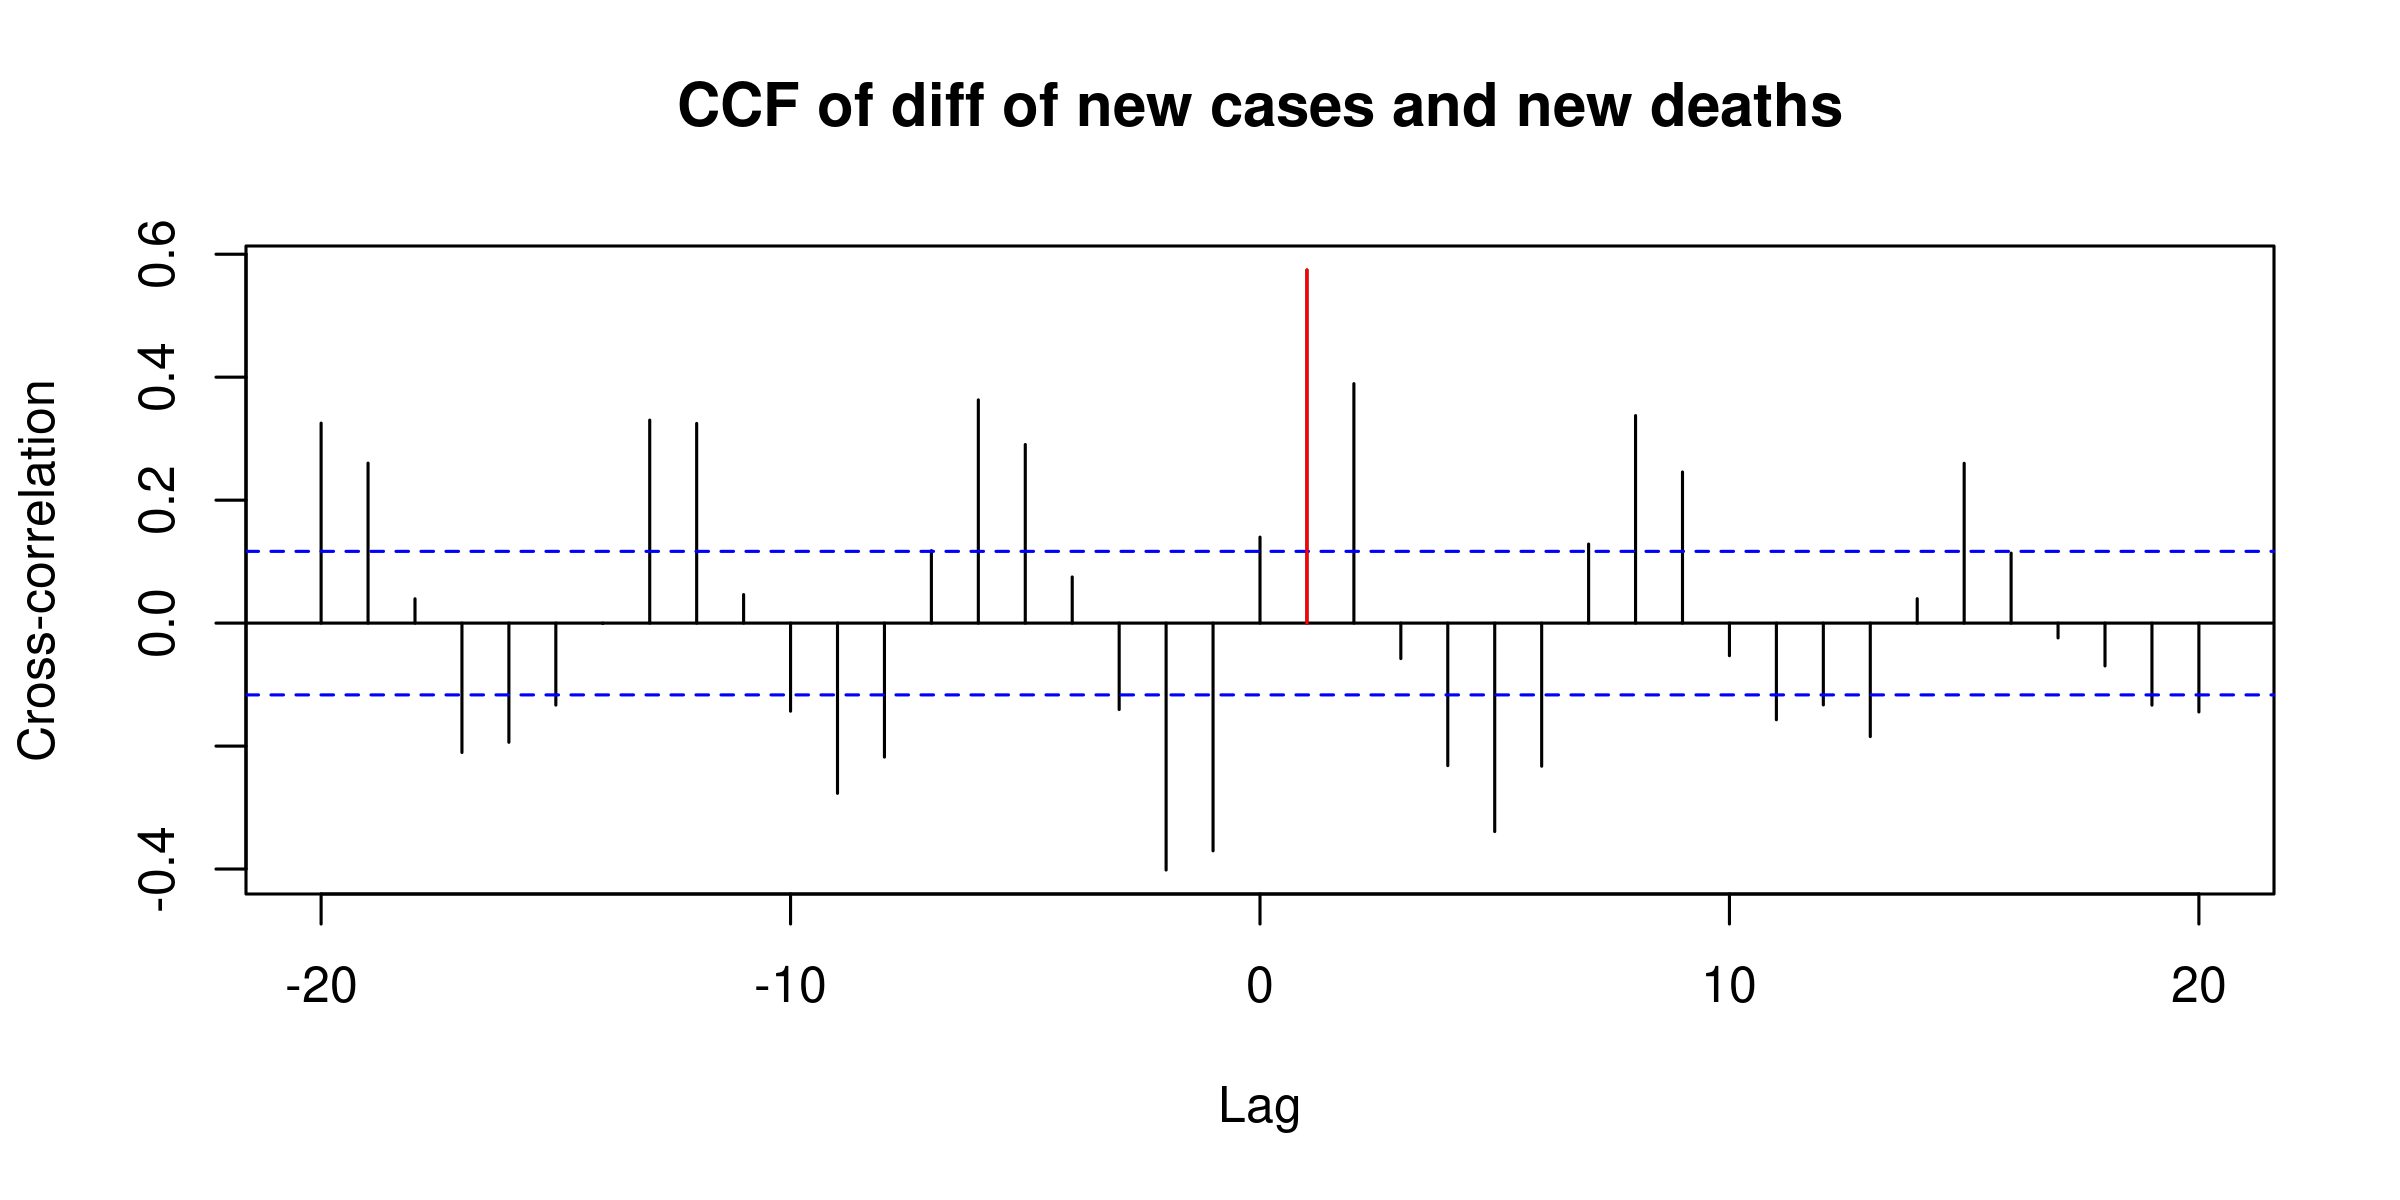 CCF of diff of new cases and new deaths
Cross-correlation
0.6
0.4
0.2
0.0
-0.4
-20 -10 0 10 20
Lag